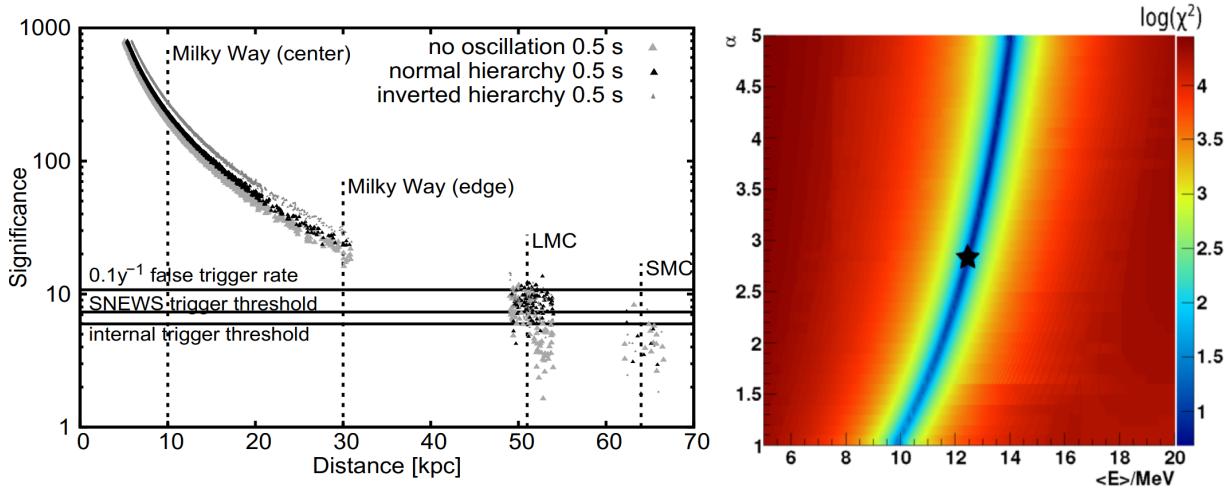 1000
100
10
1
Significance
Milky Way (center)
no oscillation 0.5 s
normal hierarchy 0.5 s
inverted hierarchy 0.5 s
Milky Way (edge)
LMC
SMC
0.1y⁻¹ false trigger rate
SNEWS trigger threshold
internal trigger threshold
0 10 20 30 40 50 60 70
Distance [kpc]
log(χ²)
α
5
4.5
4
3.5
3
2.5
2
1.5
1
6 8 10 12 14 16 18 20
<E>/MeV
4
3.5
3
2.5
2
1.5
1